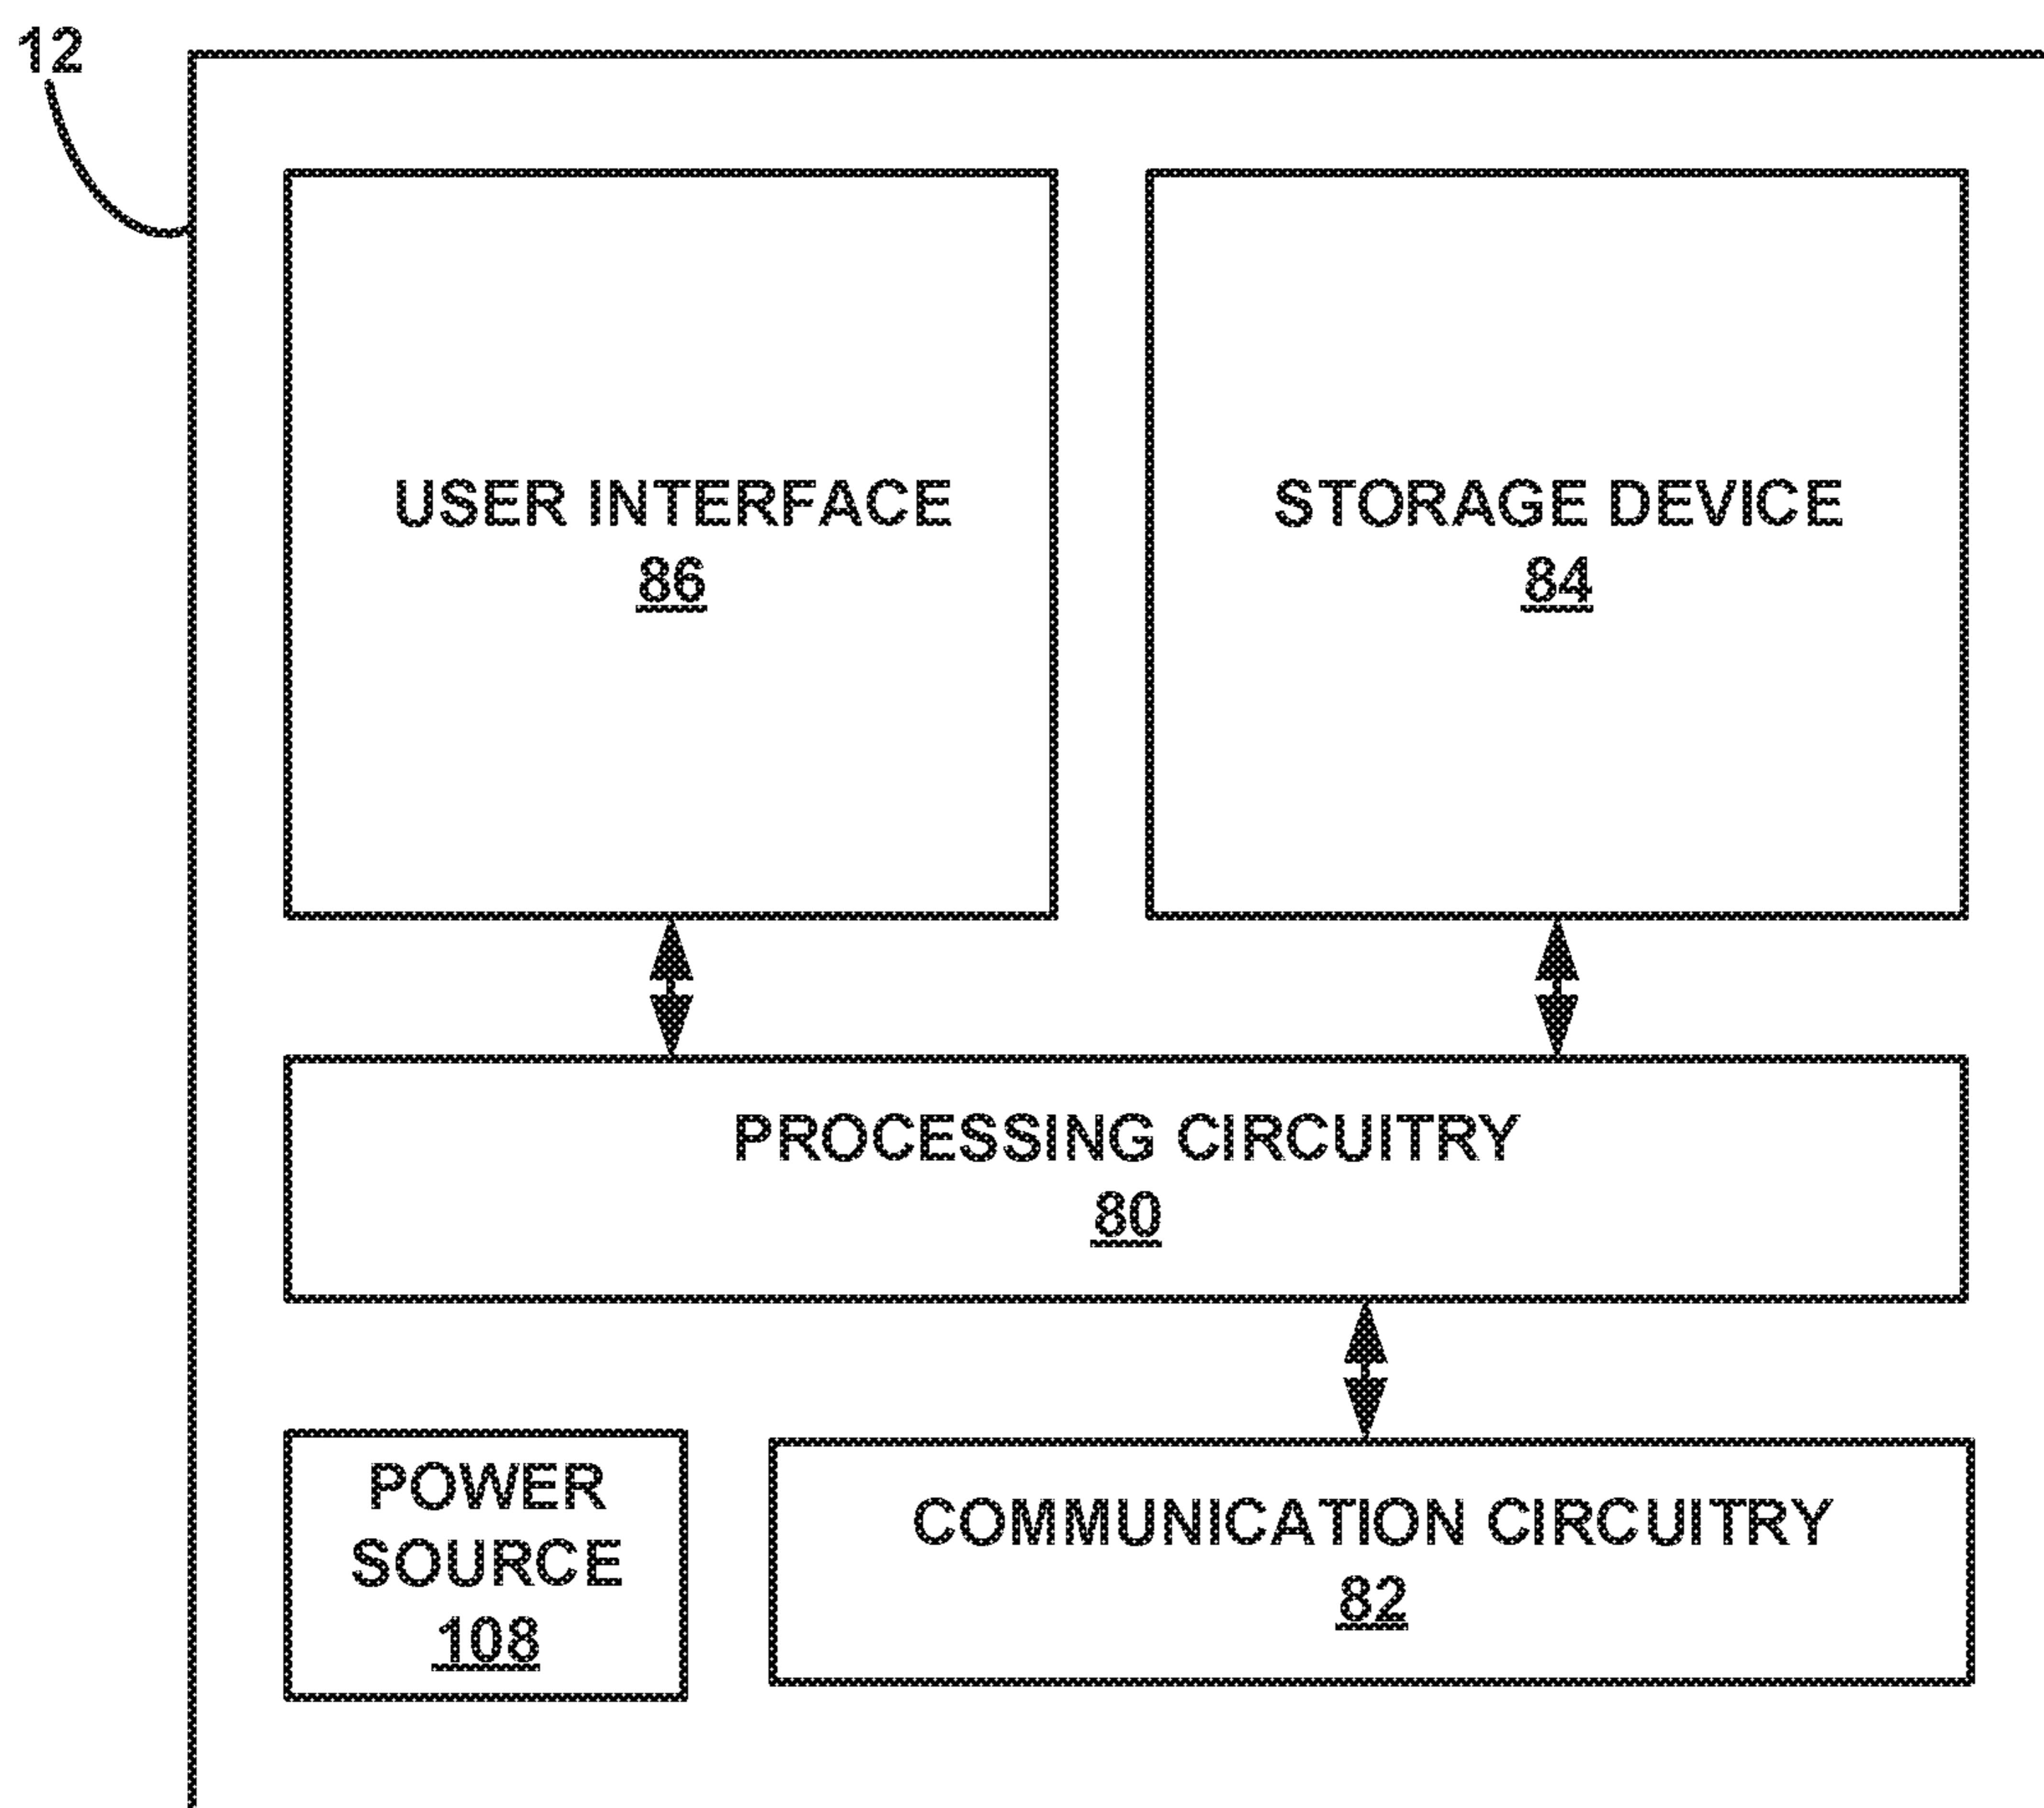 12
USER INTERFACE
86
STORAGE DEVICE
84
PROCESSING CIRCUITRY
80
POWER
SOURCE
108
COMMUNICATION CIRCUITRY
82